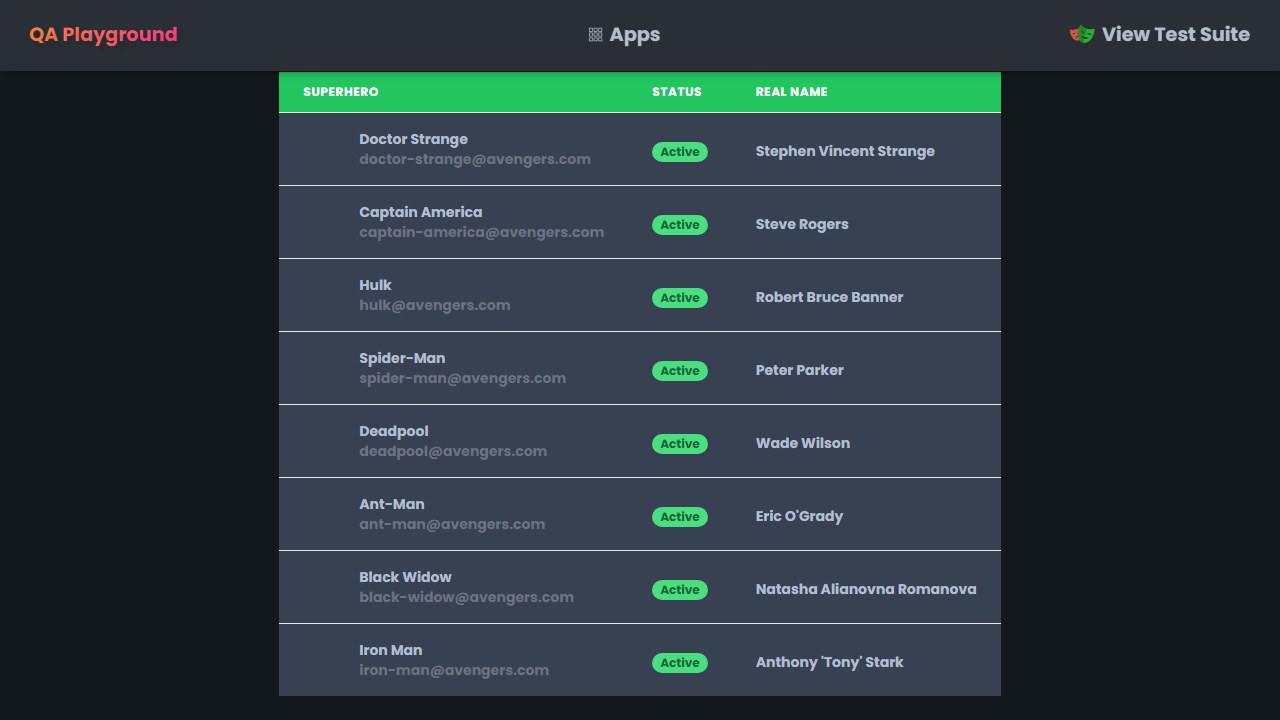 QA Playground
Apps
View Test Suite
SUPERHERO STATUS REAL NAME
Doctor Strange
doctor-strange@avengers.com
Active
Stephen Vincent Strange
Captain America
captain-america@avengers.com
Active
Steve Rogers
Hulk
hulk@avengers.com
Active
Robert Bruce Banner
Spider-Man
spider-man@avengers.com
Active
Peter Parker
Deadpool
deadpool@avengers.com
Active
Wade Wilson
Ant-Man
ant-man@avengers.com
Active
Eric O'Grady
Black Widow
black-widow@avengers.com
Active
Natasha Alianovna Romanova
Iron Man
iron-man@avengers.com
Active
Anthony 'Tony' Stark